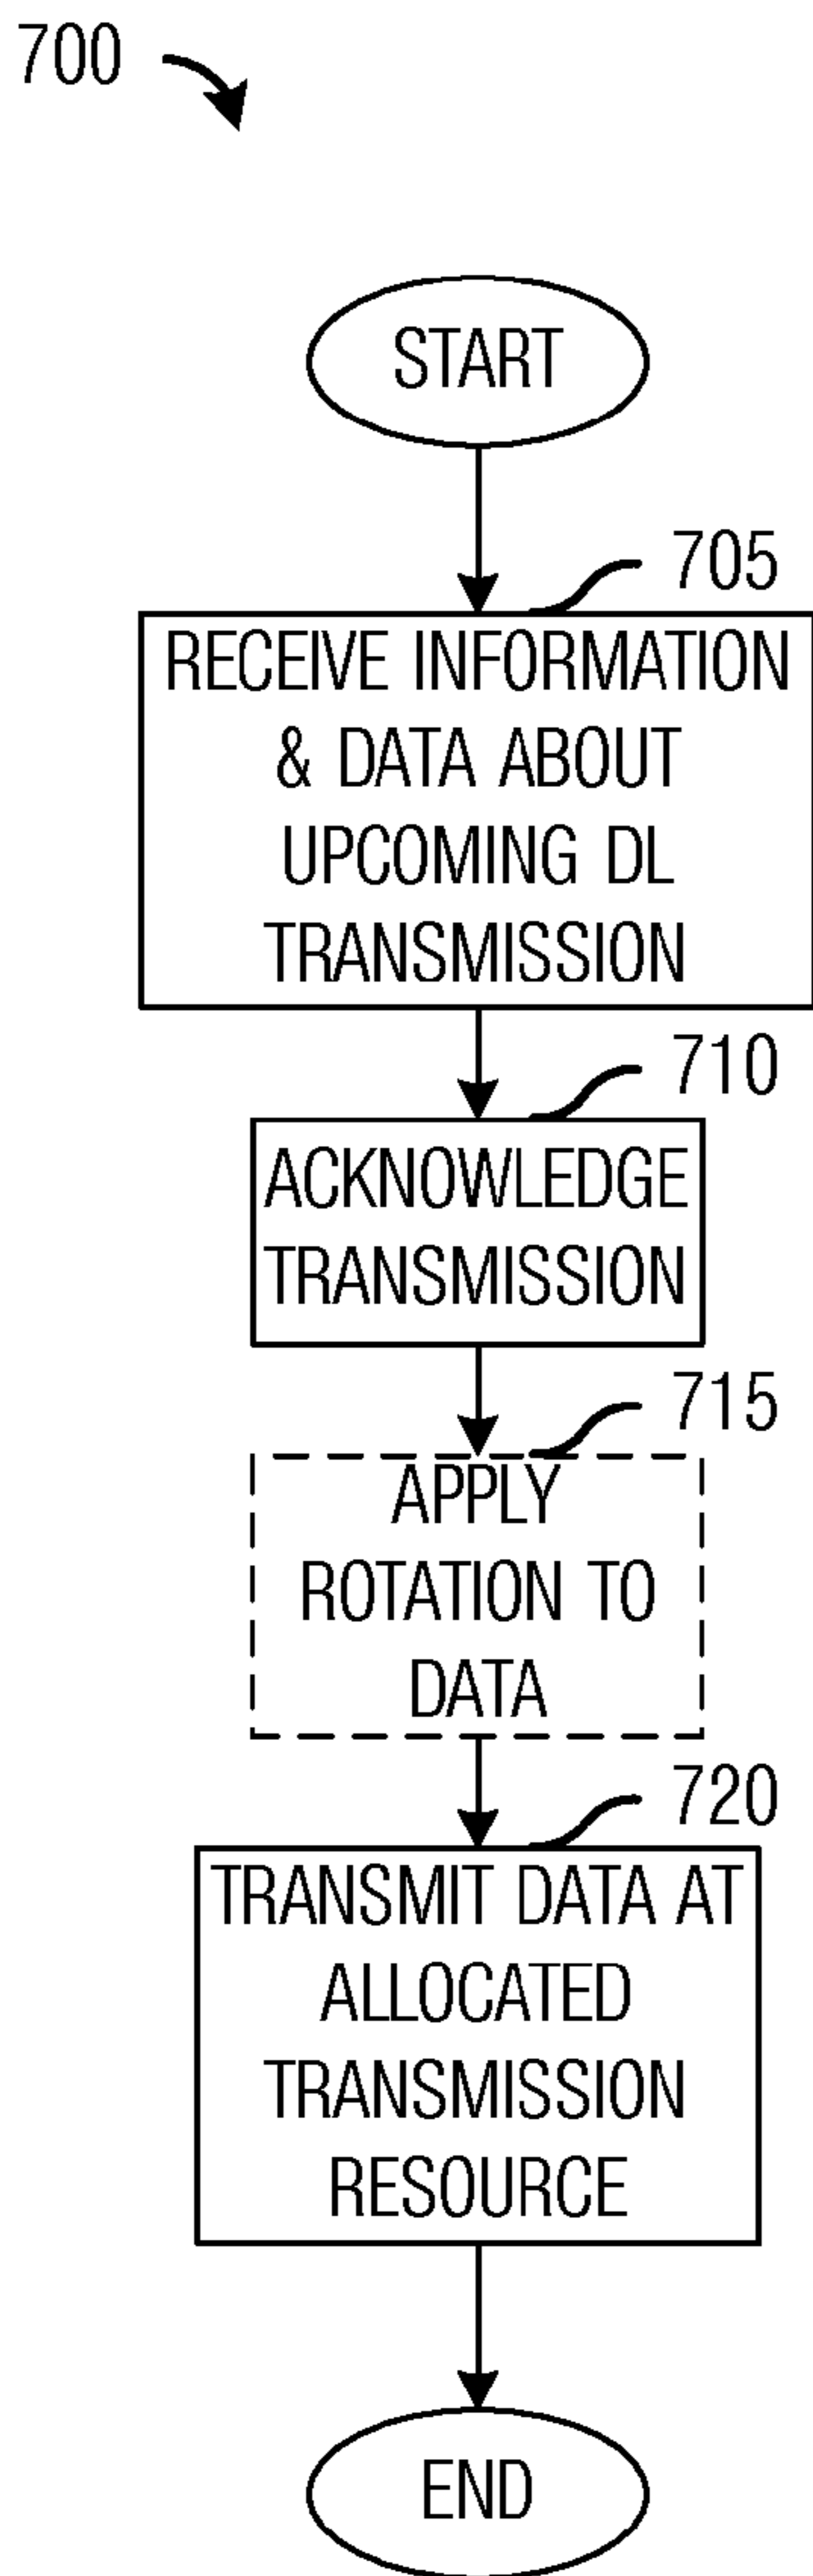 700
START
705
RECEIVE INFORMATION
& DATA ABOUT
UPCOMING DL
TRANSMISSION
710
ACKNOWLEDGE
TRANSMISSION
715
APPLY
ROTATION TO
DATA
720
TRANSMIT DATA AT
ALLOCATED
TRANSMISSION
RESOURCE
END